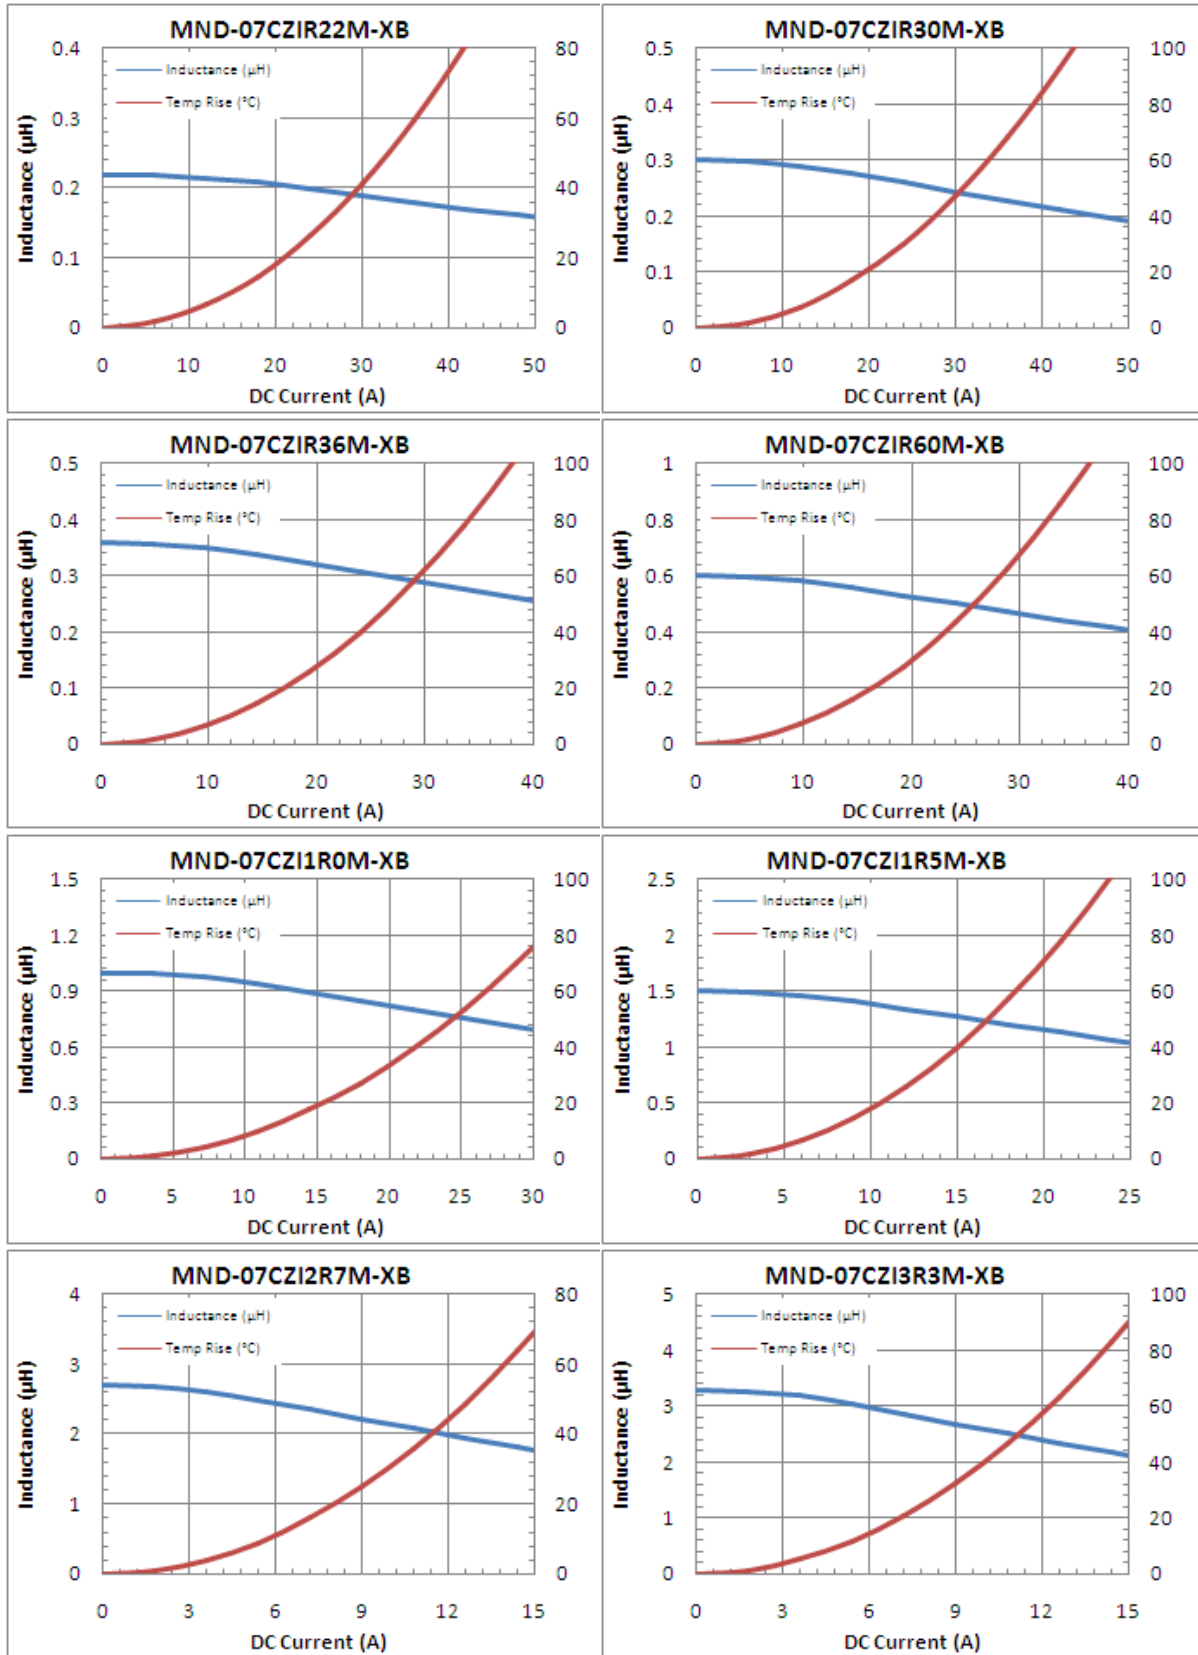 MND-07CZIR22M-XB
0.4
80
Inductance (µH)
Temp Rise (°C)
0.3
60
0.2
40
0.1
20
0
0
Inductance (µH)
0 10 20 30 40 50
DC Current (A)
MND-07CZIR30M-XB
0.5
100
Inductance (µH)
Temp Rise (°C)
0.4
80
0.3
60
0.2
40
0.1
20
0
0
Inductance (µH)
0 10 20 30 40 50
DC Current (A)
MND-07CZIR36M-XB
0.5
100
Inductance (µH)
Temp Rise (°C)
0.4
80
0.3
60
0.2
40
0.1
20
0
0
Inductance (µH)
0 10 20 30 40
DC Current (A)
MND-07CZIR60M-XB
1
100
Inductance (µH)
Temp Rise (°C)
0.8
80
0.6
60
0.4
40
0.2
20
0
0
Inductance (µH)
0 10 20 30 40
DC Current (A)
MND-07CZI1R0M-XB
1.5
100
Inductance (µH)
Temp Rise (°C)
1.2
80
0.9
60
0.6
40
0.3
20
0
0
Inductance (µH)
0 5 10 15 20 25 30
DC Current (A)
MND-07CZI1R5M-XB
2.5
100
Inductance (µH)
Temp Rise (°C)
2
80
1.5
60
1
40
0.5
20
0
0
Inductance (µH)
0 5 10 15 20 25
DC Current (A)
MND-07CZI2R7M-XB
4
80
Inductance (µH)
Temp Rise (°C)
3
60
2
40
1
20
0
0
Inductance (µH)
0 3 6 9 12 15
DC Current (A)
MND-07CZI3R3M-XB
5
100
Inductance (µH)
Temp Rise (°C)
4
80
3
60
2
40
1
20
0
0
Inductance (µH)
0 3 6 9 12 15
DC Current (A)